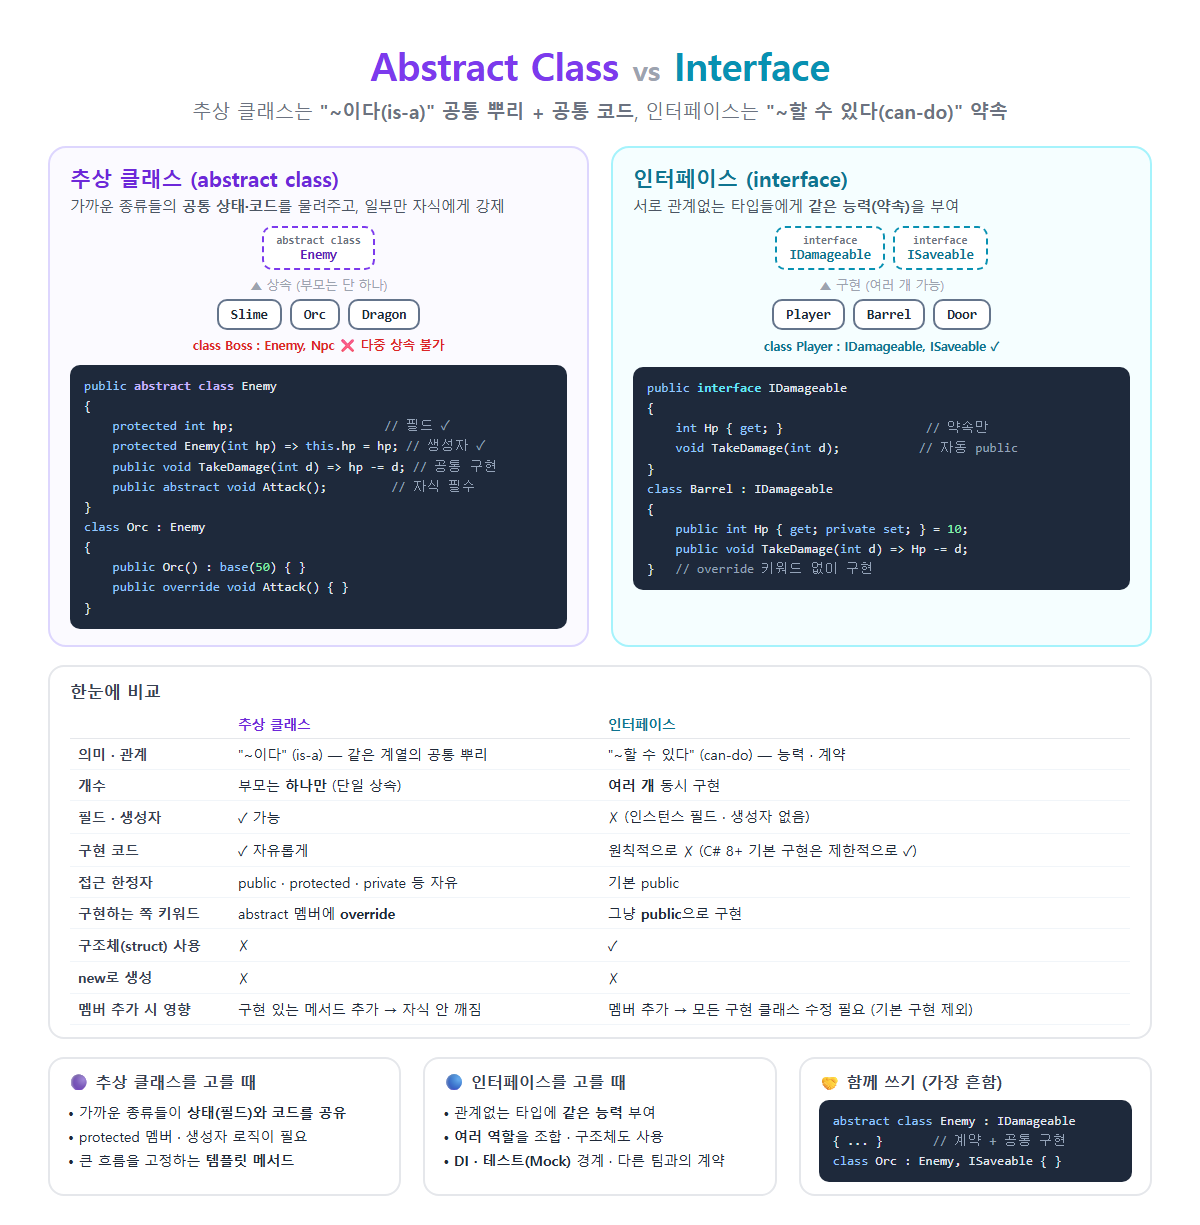 Abstract Class vs Interface
추상 클래스는 "~이다(is-a)" 공통 뿌리 + 공통 코드, 인터페이스는 "~할 수 있다(can-do)" 약속
추상 클래스 (abstract class)
가까운 종류들의 공통 상태·코드를 물려주고, 일부만 자식에게 강제
abstract class
Enemy
▲ 상속 (부모는 단 하나)
Slime
Orc
Dragon
class Boss : Enemy, Npc ❌ 다중 상속 불가
public abstract class Enemy
{
    protected int hp;                     // 필드 ✓
    protected Enemy(int hp) => this.hp = hp; // 생성자 ✓
    public void TakeDamage(int d) => hp -= d; // 공통 구현
    public abstract void Attack();         // 자식 필수
}
class Orc : Enemy
{
    public Orc() : base(50) { }
    public override void Attack() { }
}
인터페이스 (interface)
서로 관계없는 타입들에게 같은 능력(약속)을 부여
interface
IDamageable
interface
ISaveable
▲ 구현 (여러 개 가능)
Player
Barrel
Door
class Player : IDamageable, ISaveable ✓
public interface IDamageable
{
    int Hp { get; }                    // 약속만
    void TakeDamage(int d);           // 자동 public
}
class Barrel : IDamageable
{
    public int Hp { get; private set; } = 10;
    public void TakeDamage(int d) => Hp -= d;
}   // override 키워드 없이 구현
한눈에 비교
추상 클래스 인터페이스
의미 · 관계 "~이다" (is-a) — 같은 계열의 공통 뿌리 "~할 수 있다" (can-do) — 능력 · 계약
개수 부모는 하나만 (단일 상속) 여러 개 동시 구현
필드 · 생성자 ✓ 가능 ✗ (인스턴스 필드 · 생성자 없음)
구현 코드 ✓ 자유롭게 원칙적으로 ✗ (C# 8+ 기본 구현은 제한적으로 ✓)
접근 한정자 public · protected · private 등 자유 기본 public
구현하는 쪽 키워드 abstract 멤버에 override 그냥 public으로 구현
구조체(struct) 사용 ✗ ✓
new로 생성 ✗ ✗
멤버 추가 시 영향 구현 있는 메서드 추가 → 자식 안 깨짐 멤버 추가 → 모든 구현 클래스 수정 필요 (기본 구현 제외)
🟣 추상 클래스를 고를 때
• 가까운 종류들이 상태(필드)와 코드를 공유
• protected 멤버 · 생성자 로직이 필요
• 큰 흐름을 고정하는 템플릿 메서드
🔵 인터페이스를 고를 때
• 관계없는 타입에 같은 능력 부여
• 여러 역할을 조합 · 구조체도 사용
• DI · 테스트(Mock) 경계 · 다른 팀과의 계약
🤝 함께 쓰기 (가장 흔함)
abstract class Enemy : IDamageable
{ ... }       // 계약 + 공통 구현
class Orc : Enemy, ISaveable { }